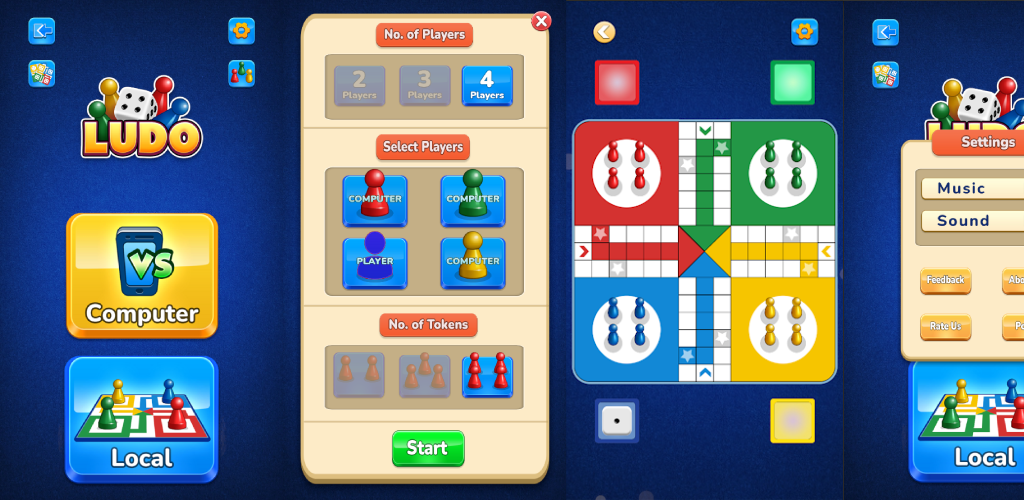 LUDO
VS
Computer
Local
No. of Players
2
Players
3
Players
4
Players
Select Players
COMPUTER
COMPUTER
PLAYER
COMPUTER
No. of Tokens
Start
Settings
Music
Sound
Feedback
Rate Us
Local